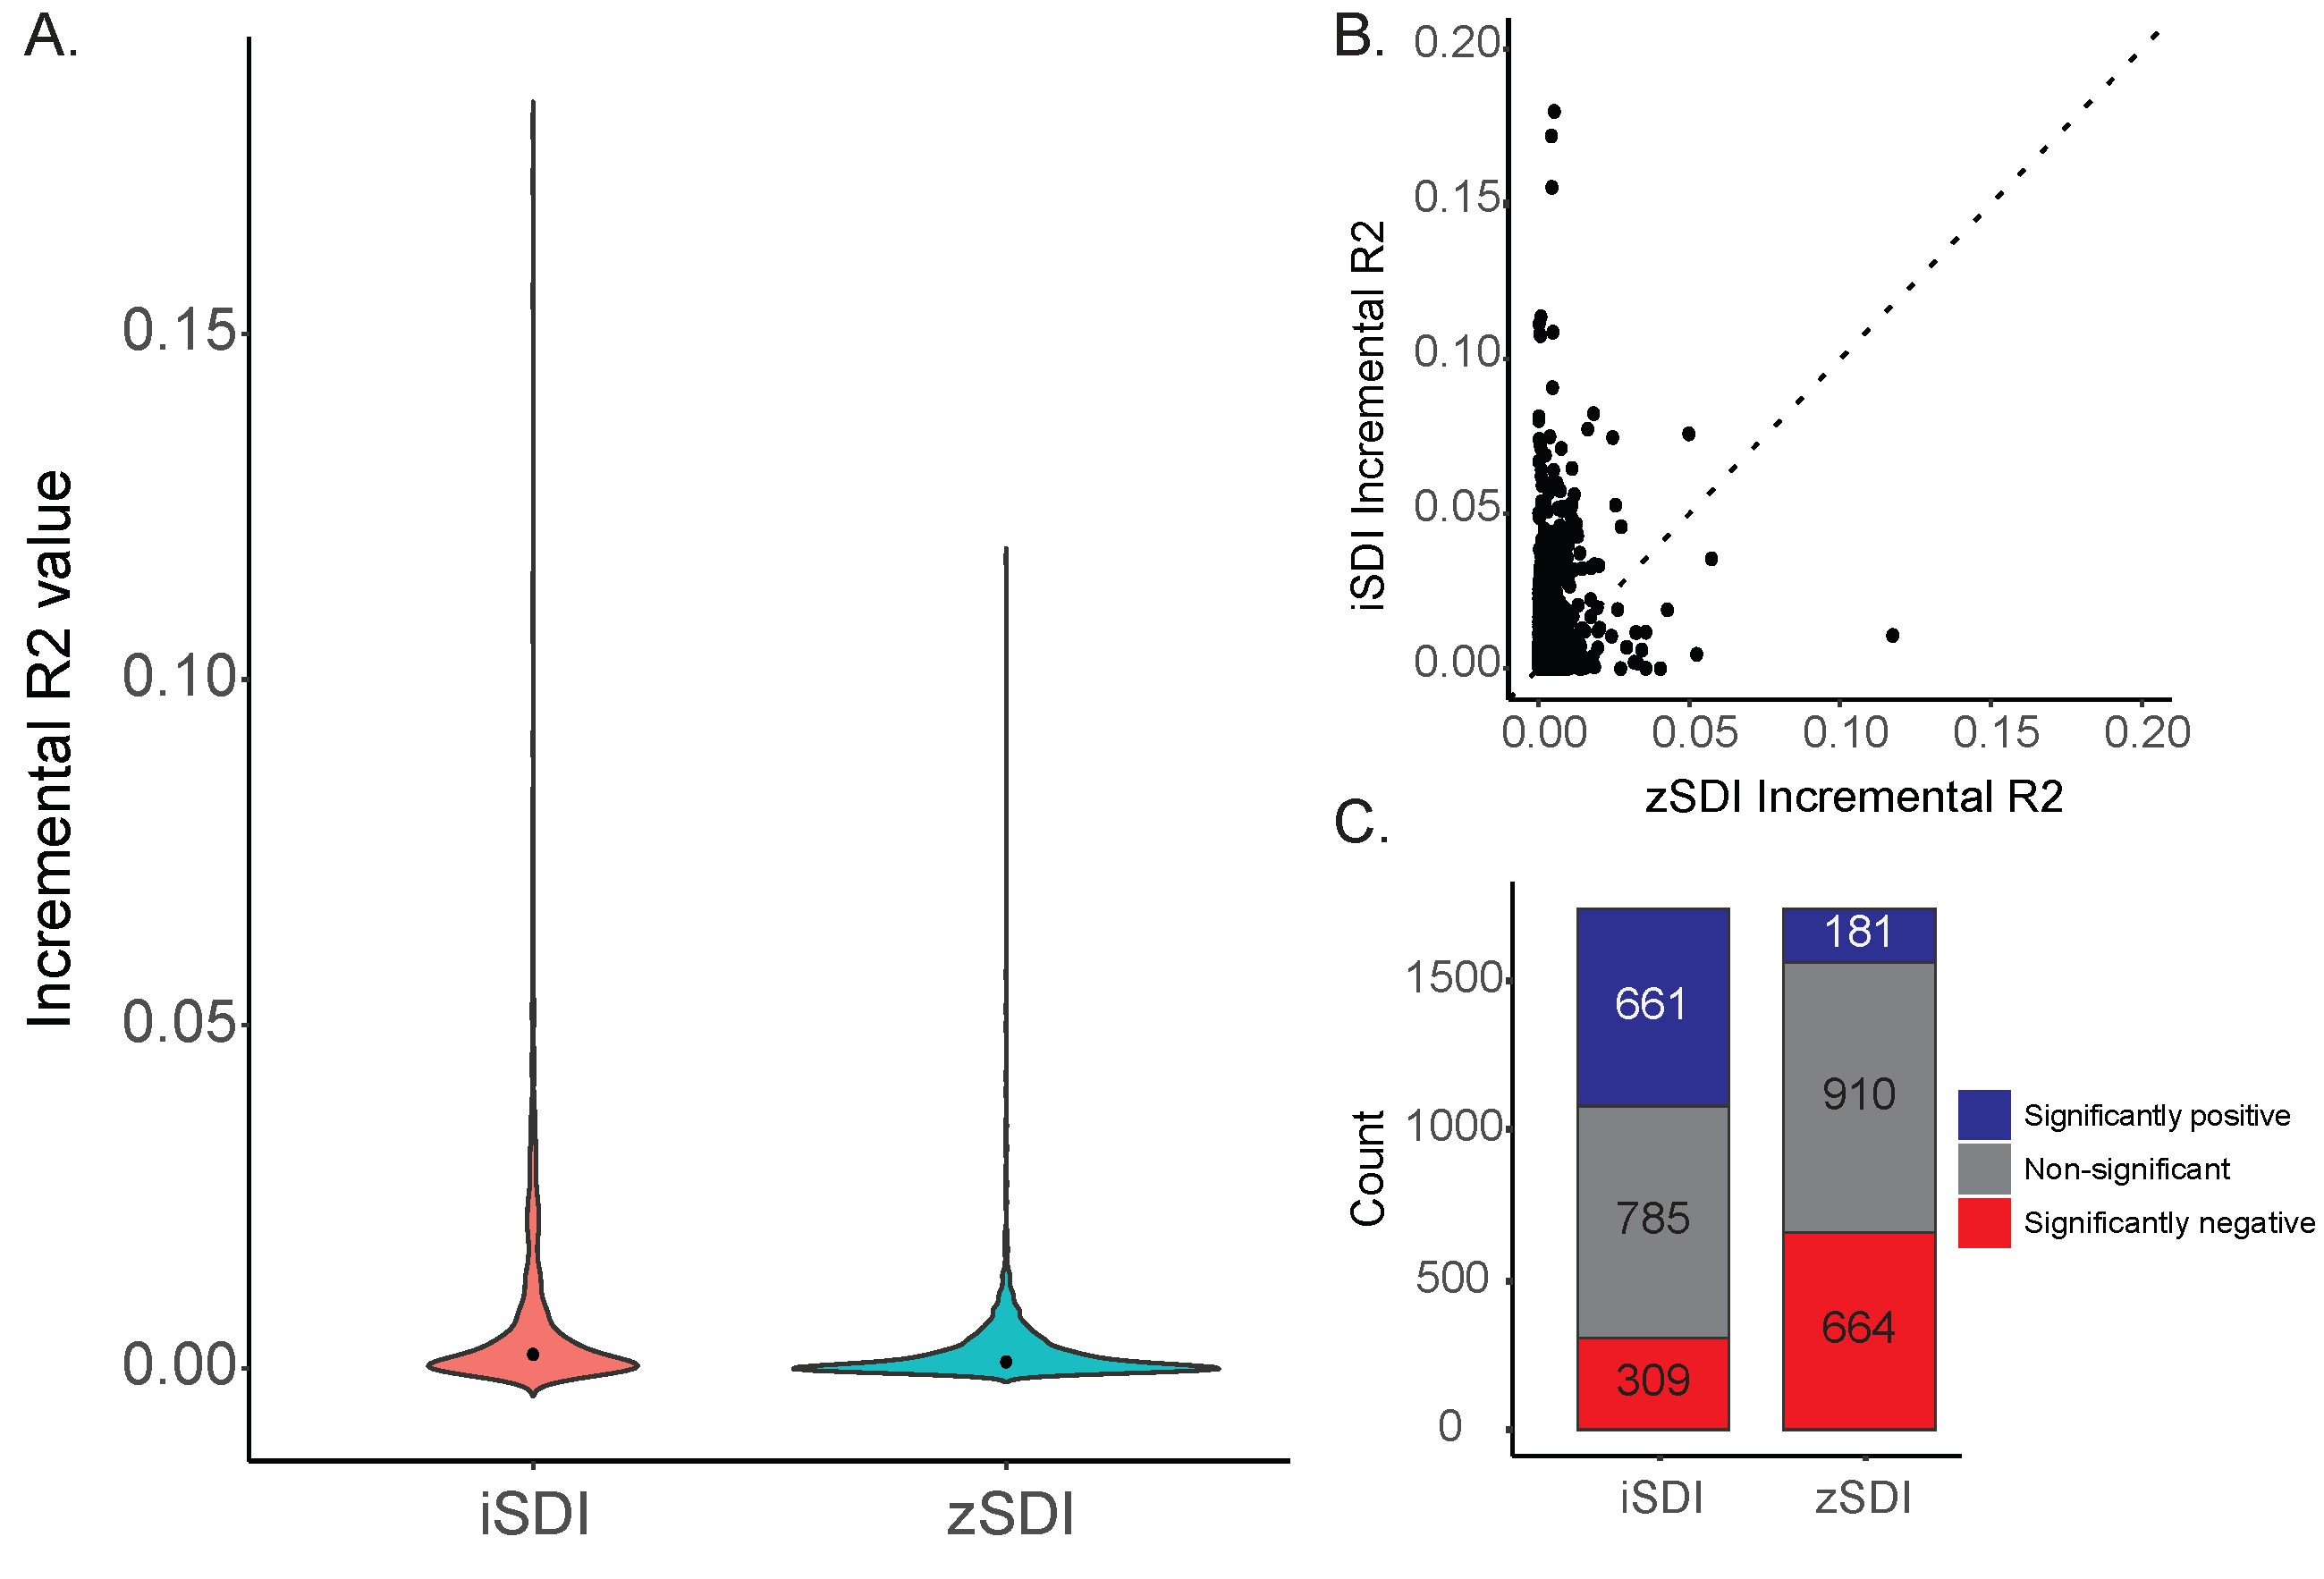 A.
Incremental R2 value
0.15
0.10
0.05
0.00
iSDI
zSDI
B.
iSDI Incremental R2
0.20
0.15
0.10
0.05
0.00
0.00
0.05
0.10
0.15
0.20
zSDI Incremental R2
C.
Count
1500
1000
500
0
661
785
309
181
910
664
iSDI
zSDI
Significantly positive
Non-significant
Significantly negative